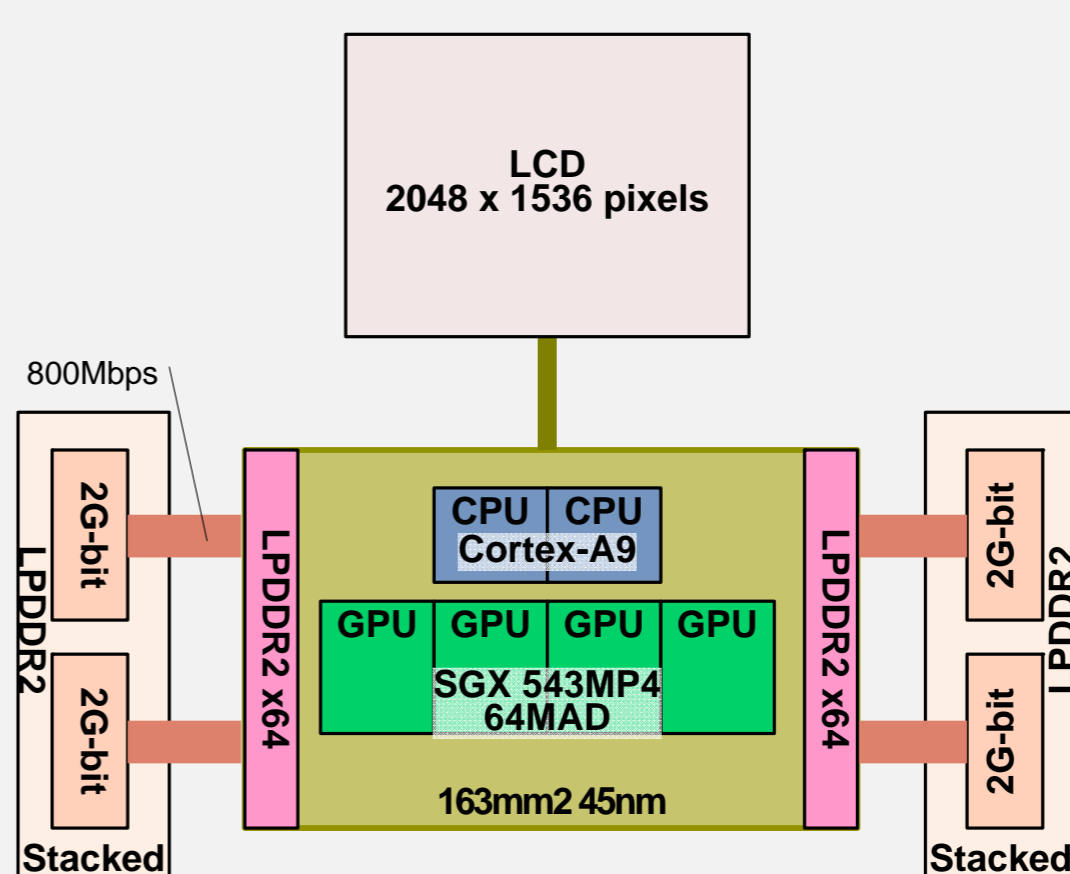 LCD
2048 x 1536 pixels
800Mbps
LPDDR2
2G-bit
2G-bit
Stacked
LPDDR2 x64
CPU CPU
Cortex-A9
GPU GPU GPU GPU
SGX 543MP4
64MAD
163mm2 45nm
LPDDR2 x64
2G-bit
2G-bit
LPDDR2
Stacked